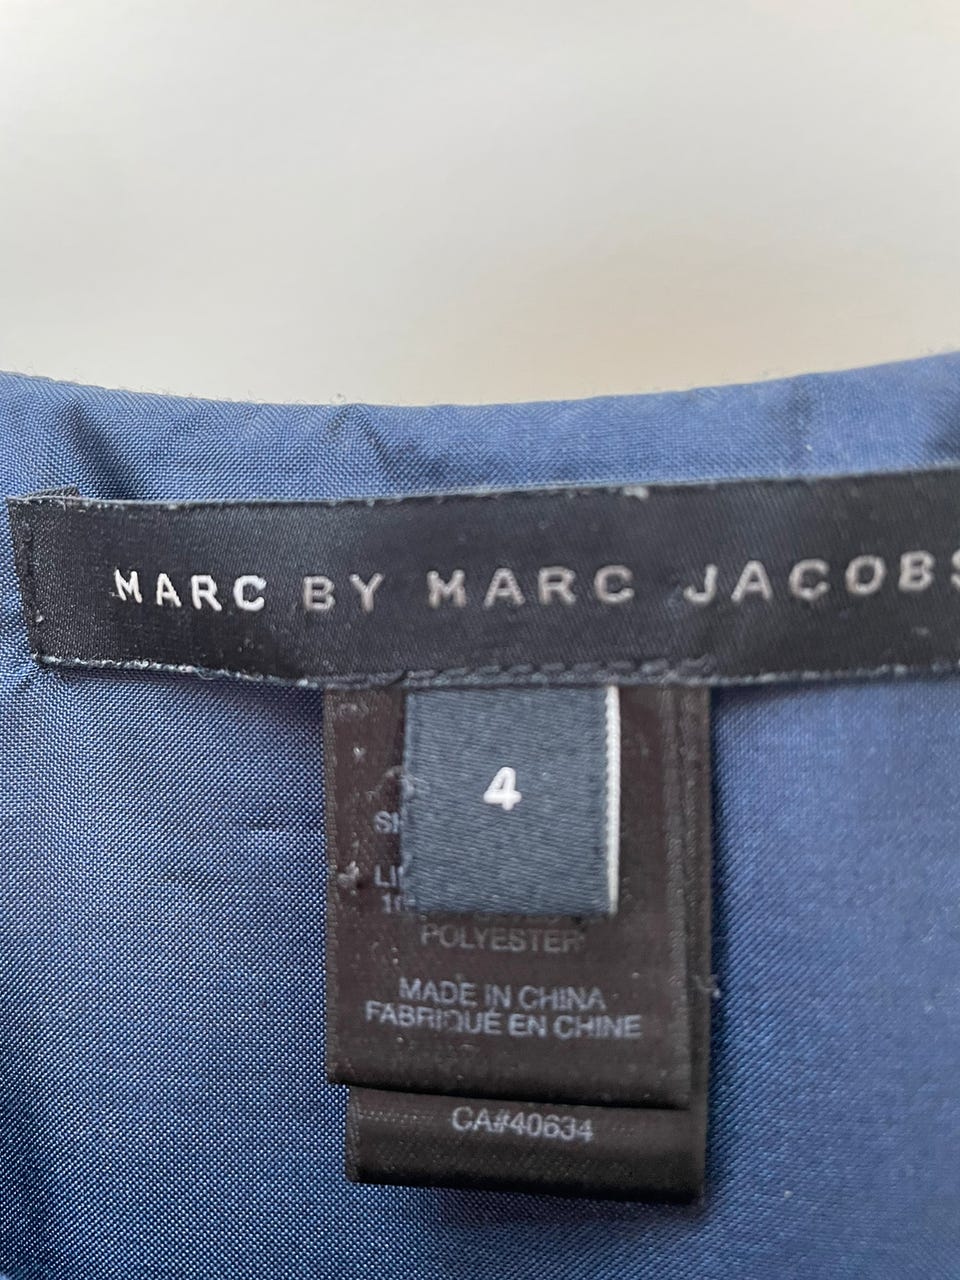 MARC BY MARC JACOBS
4
POLYESTER
MADE IN CHINA
FABRIQUÉ EN CHINE
CA#40634